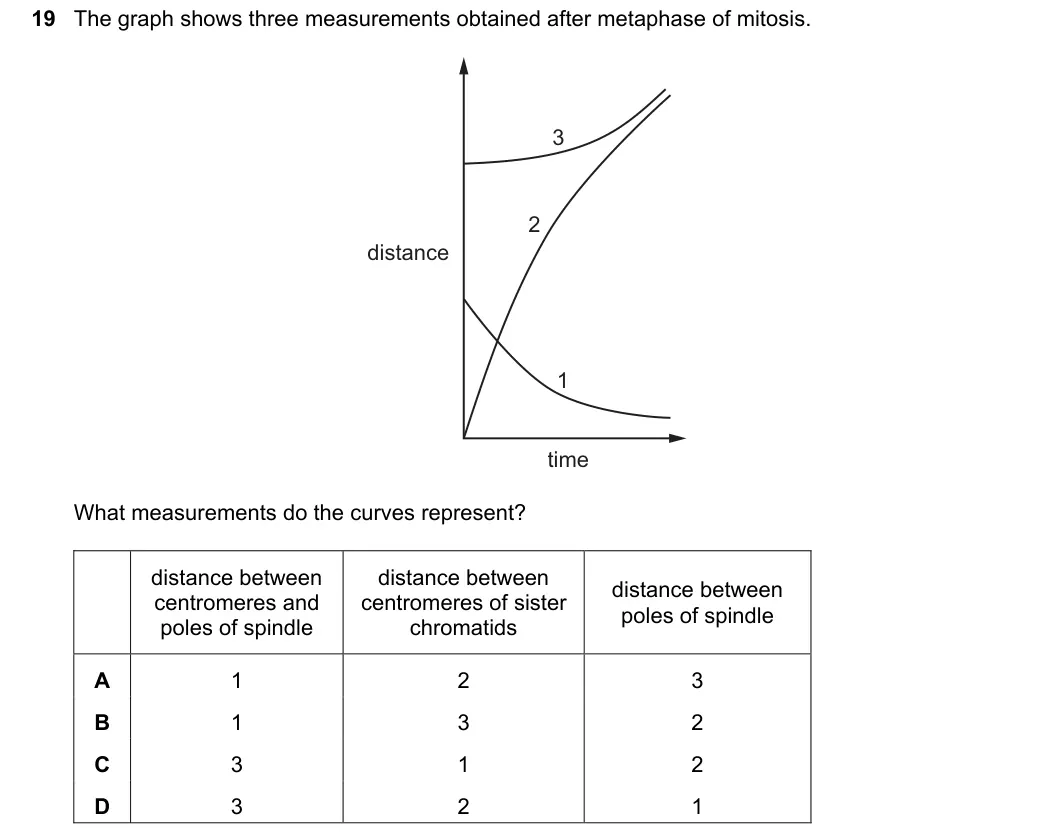 19 The graph shows three measurements obtained after metaphase of mitosis.
3
2
distance
1
time
What measurements do the curves represent?
distance between centromeres and poles of spindle
distance between centromeres of sister chromatids
distance between poles of spindle
A 1 2 3
B 1 3 2
C 3 1 2
D 3 2 1